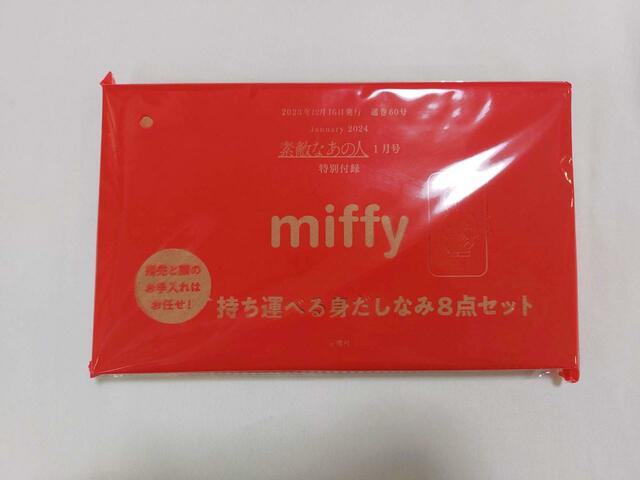 2023年12月16日発行 通巻60号
January 2024
素敵なあの人 1月号
特別付録
miffy
指先と顔の
お手入れは
お任せ!
持ち運べる身だしなみ8点セット